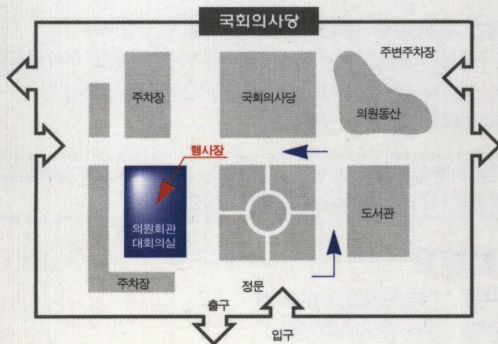 국회의사당
주변주차장
주차장
국회의사당
의원동산
행사장
의원회관
대회의실
도서관
주차장
정문
출구
입구